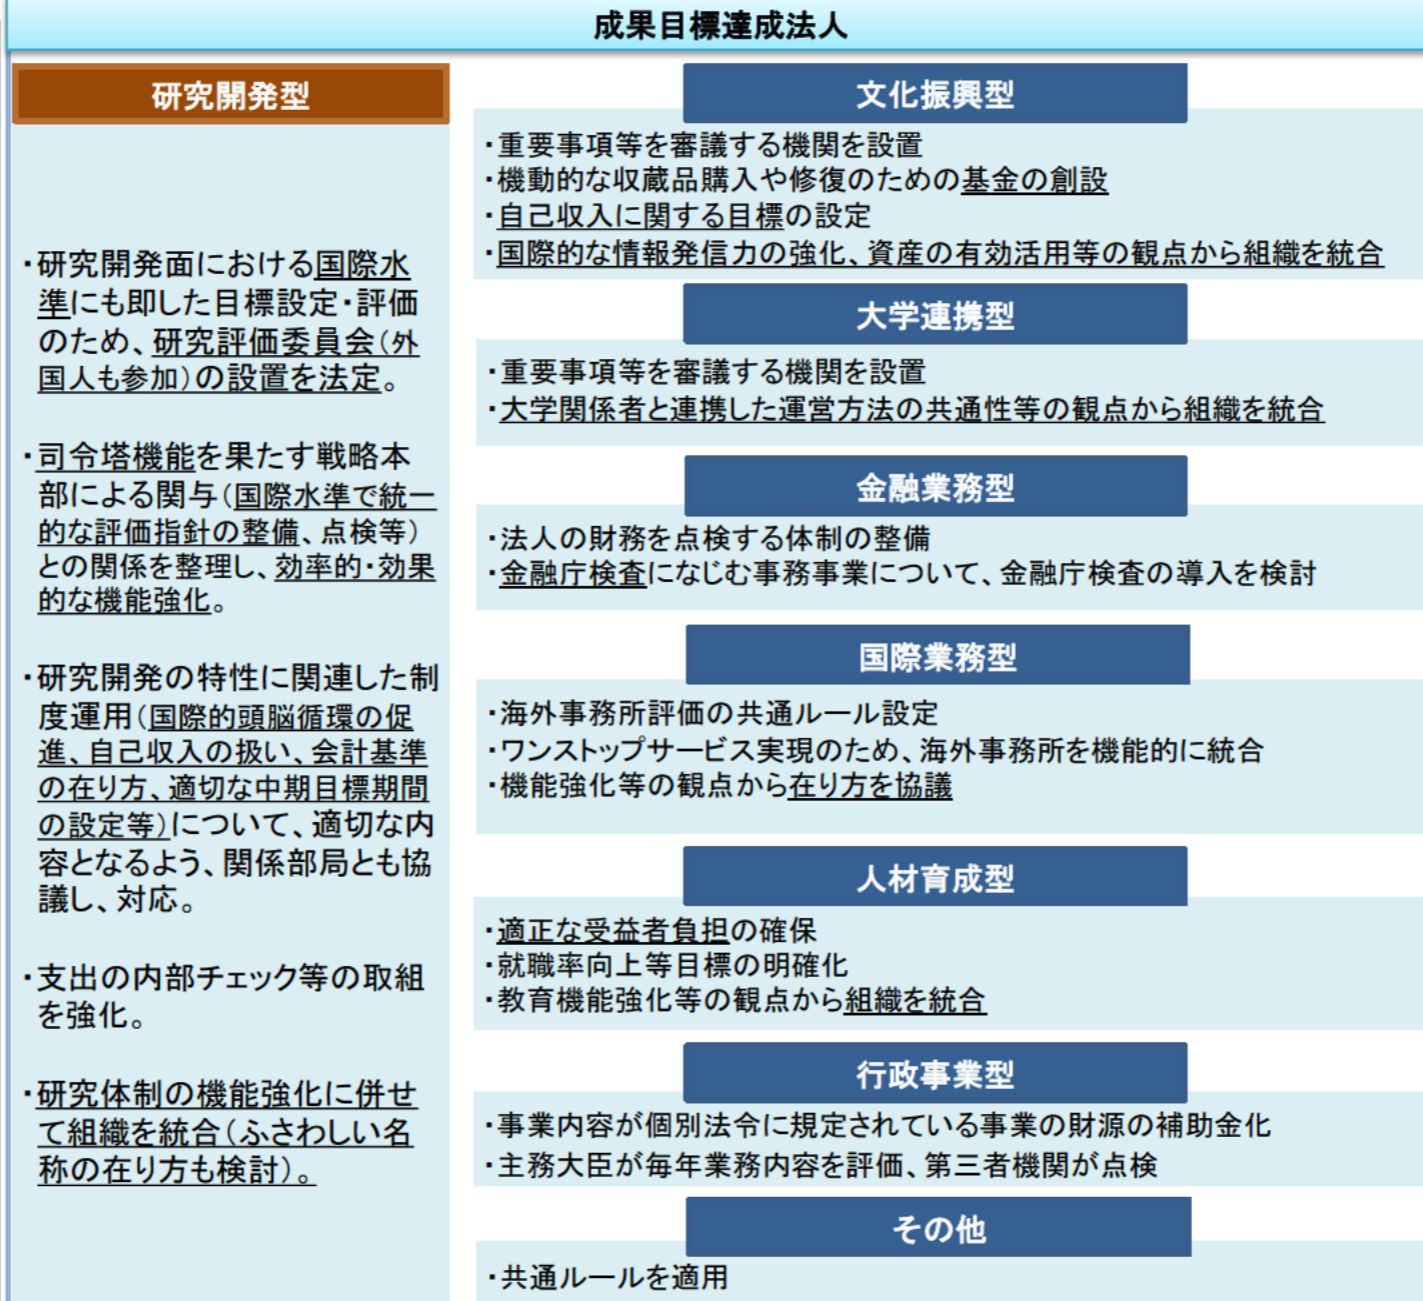 成果目標達成法人
研究開発型
・研究開発面における国際水
準にも即した目標設定・評価
のため、研究評価委員会(外
国人も参加)の設置を法定。
・司令塔機能を果たす戦略本
部による関与(国際水準で統一
的な評価指針の整備、点検等)
との関係を整理し、効率的・効果
的な機能強化。
・研究開発の特性に関連した制
度運用(国際的頭脳循環の促
進、自己収入の扱い、会計基準
の在り方、適切な中期目標期間
の設定等)について、適切な内
容となるよう、関係部局とも協
議し、対応。
・支出の内部チェック等の取組
を強化。
・研究体制の機能強化に併せ
て組織を統合(ふさわしい名
称の在り方も検討)。
文化振興型
・重要事項等を審議する機関を設置
・機動的な収蔵品購入や修復のための基金の創設
・自己収入に関する目標の設定
・国際的な情報発信力の強化、資産の有効活用等の観点から組織を統合
大学連携型
・重要事項等を審議する機関を設置
・大学関係者と連携した運営方法の共通性等の観点から組織を統合
金融業務型
・法人の財務を点検する体制の整備
・金融庁検査になじむ事務事業について、金融庁検査の導入を検討
国際業務型
・海外事務所評価の共通ルール設定
・ワンストップサービス実現のため、海外事務所を機能的に統合
・機能強化等の観点から在り方を協議
人材育成型
・適正な受益者負担の確保
・就職率向上等目標の明確化
・教育機能強化等の観点から組織を統合
行政事業型
・事業内容が個別法令に規定されている事業の財源の補助金化
・主務大臣が毎年業務内容を評価、第三者機関が点検
その他
・共通ルールを適用